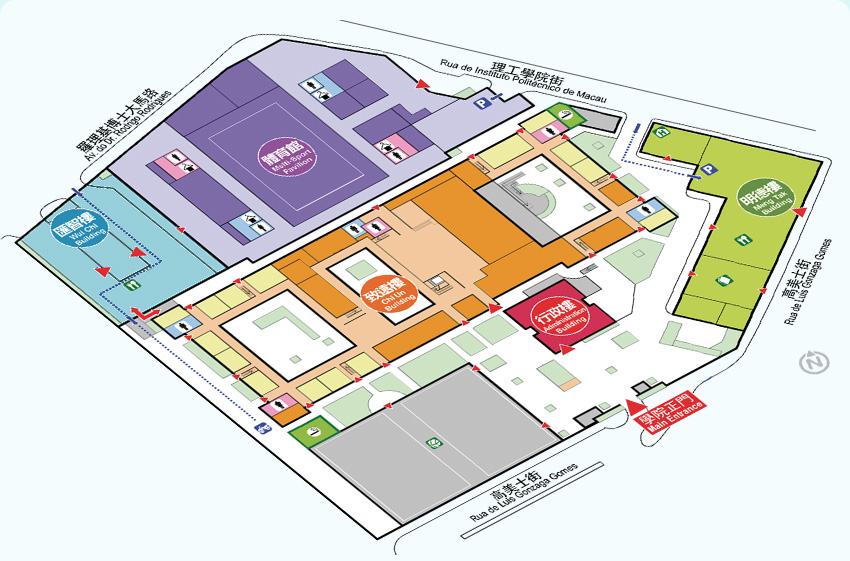 理工學院街
Rua de Instituto Politécnico de Macau
羅理基博士大馬路
Av. do Dr. Rodrigo Rodrigues
P
體育館
Multi-Sport
Pavilion
P
明德樓
Meng Tak
Building
匯智樓
Wui Chi
Building
致遠樓
Chi Un
Building
行政樓
Administration
Building
高美士街
Rua de Luis Gonzaga Gomes
N
學院正門
Main Entrance
高美士街
Rua de Luis Gonzaga Gomes